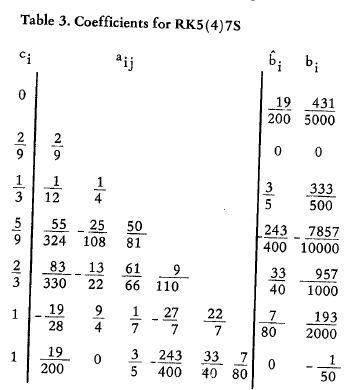 Table 3. Coefficients for RK5(4)7S
c_i a_ij b̂_i b_i
0 19/200 431/5000
2/9 2/9 0 0
1/3 1/12 1/4 3/5 333/500
5/9 55/324 -25/108 50/81 -243/400 -7857/10000
2/3 83/330 -13/22 61/66 9/110 33/40 957/1000
1 -19/28 9/4 1/7 -27/7 22/7 7/80 193/2000
1 19/200 0 3/5 -243/400 33/40 7/80 0 -1/50